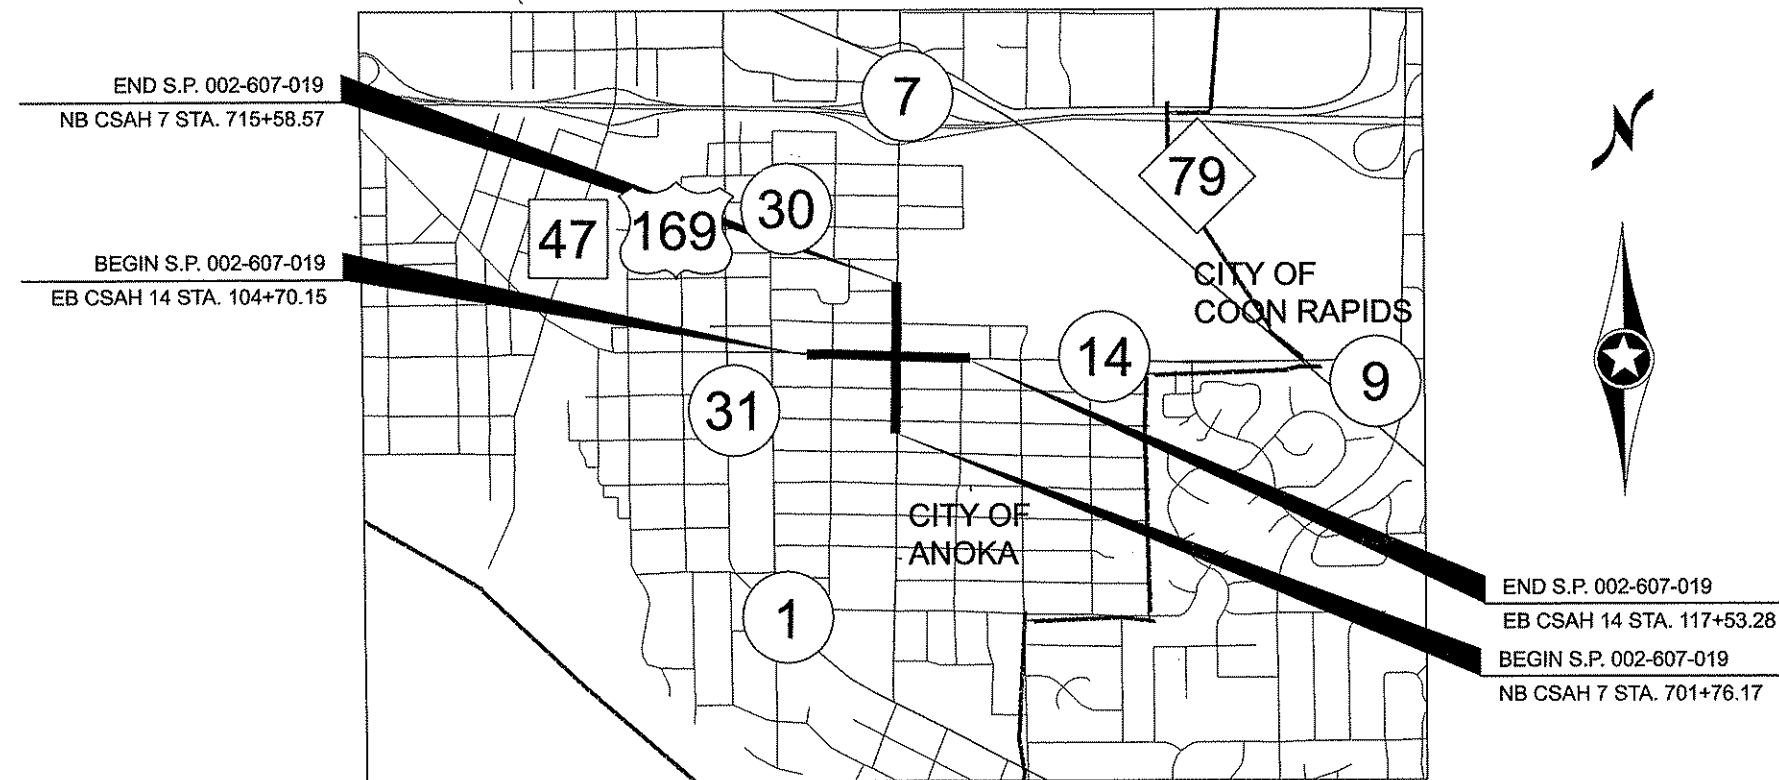 END S.P. 002-607-019
NB CSAH 7 STA. 715+58.57
BEGIN S.P. 002-607-019
EB CSAH 14 STA. 104+70.15
7
N
79
30
47
169
CITY OF
COON RAPIDS
14
9
31
CITY OF
ANOKA
1
END S.P. 002-607-019
EB CSAH 14 STA. 117+53.28
BEGIN S.P. 002-607-019
NB CSAH 7 STA. 701+76.17